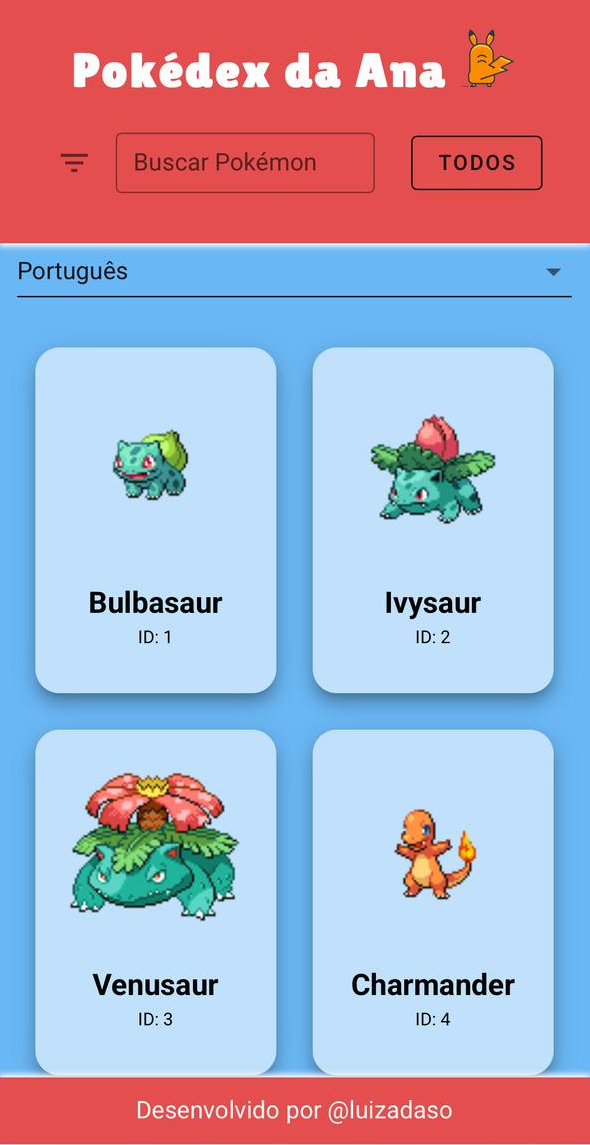 Pokédex da Ana
Buscar Pokémon
TODOS
Português
Bulbasaur
ID: 1
Ivysaur
ID: 2
Venusaur
ID: 3
Charmander
ID: 4
Desenvolvido por @luizadaso